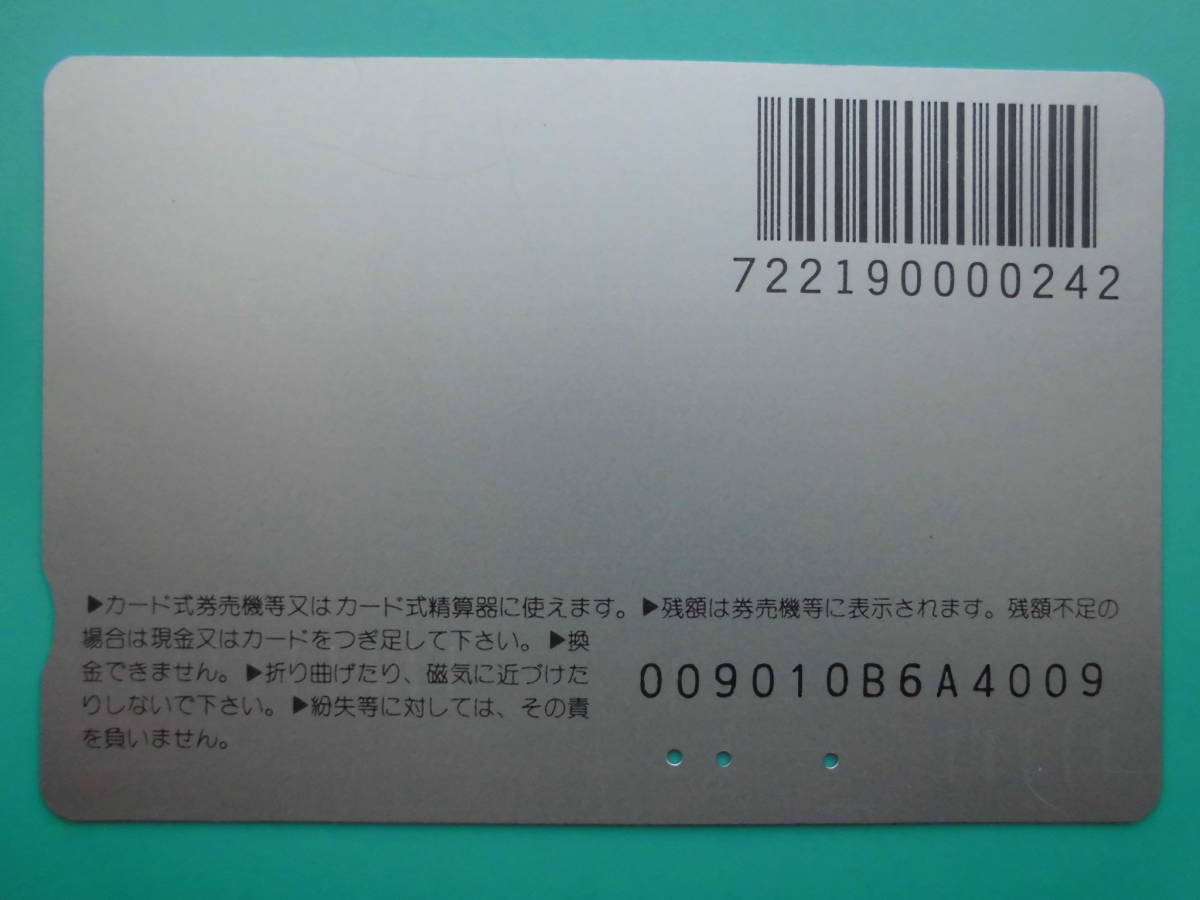 722190000242
▶カード式券売機等又はカード式精算器に使えます。▶残額は券売機等に表示されます。残額不足の
場合は現金又はカードをつぎ足して下さい。▶換
金できません。▶折り曲げたり、磁気に近づけた
りしないで下さい。▶紛失等に対しては、その責
を負いません。
009010B6A4009